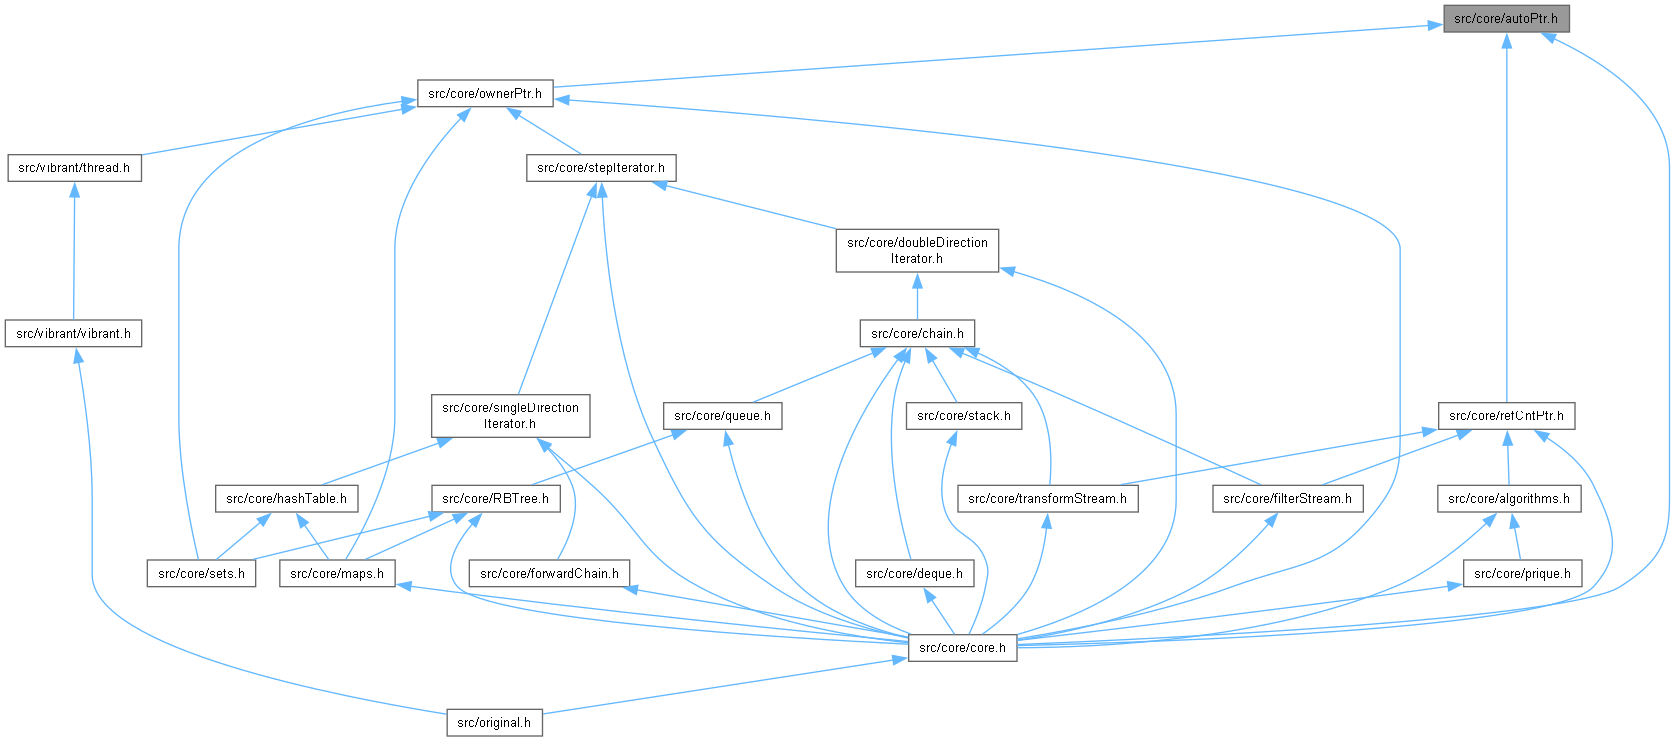 src/core/autoPtr.h
src/core/ownerPtr.h
src/vibrant/thread.h
src/core/stepIterator.h
src/core/doubleDirection
Iterator.h
src/vibrant/vibrant.h
src/core/chain.h
src/core/singleDirection
Iterator.h
src/core/queue.h
src/core/stack.h
src/core/refCntPtr.h
src/core/hashTable.h
src/core/RBTree.h
src/core/transformStream.h
src/core/filterStream.h
src/core/algorithms.h
src/core/sets.h
src/core/maps.h
src/core/forwardChain.h
src/core/deque.h
src/core/prique.h
src/core/core.h
src/original.h